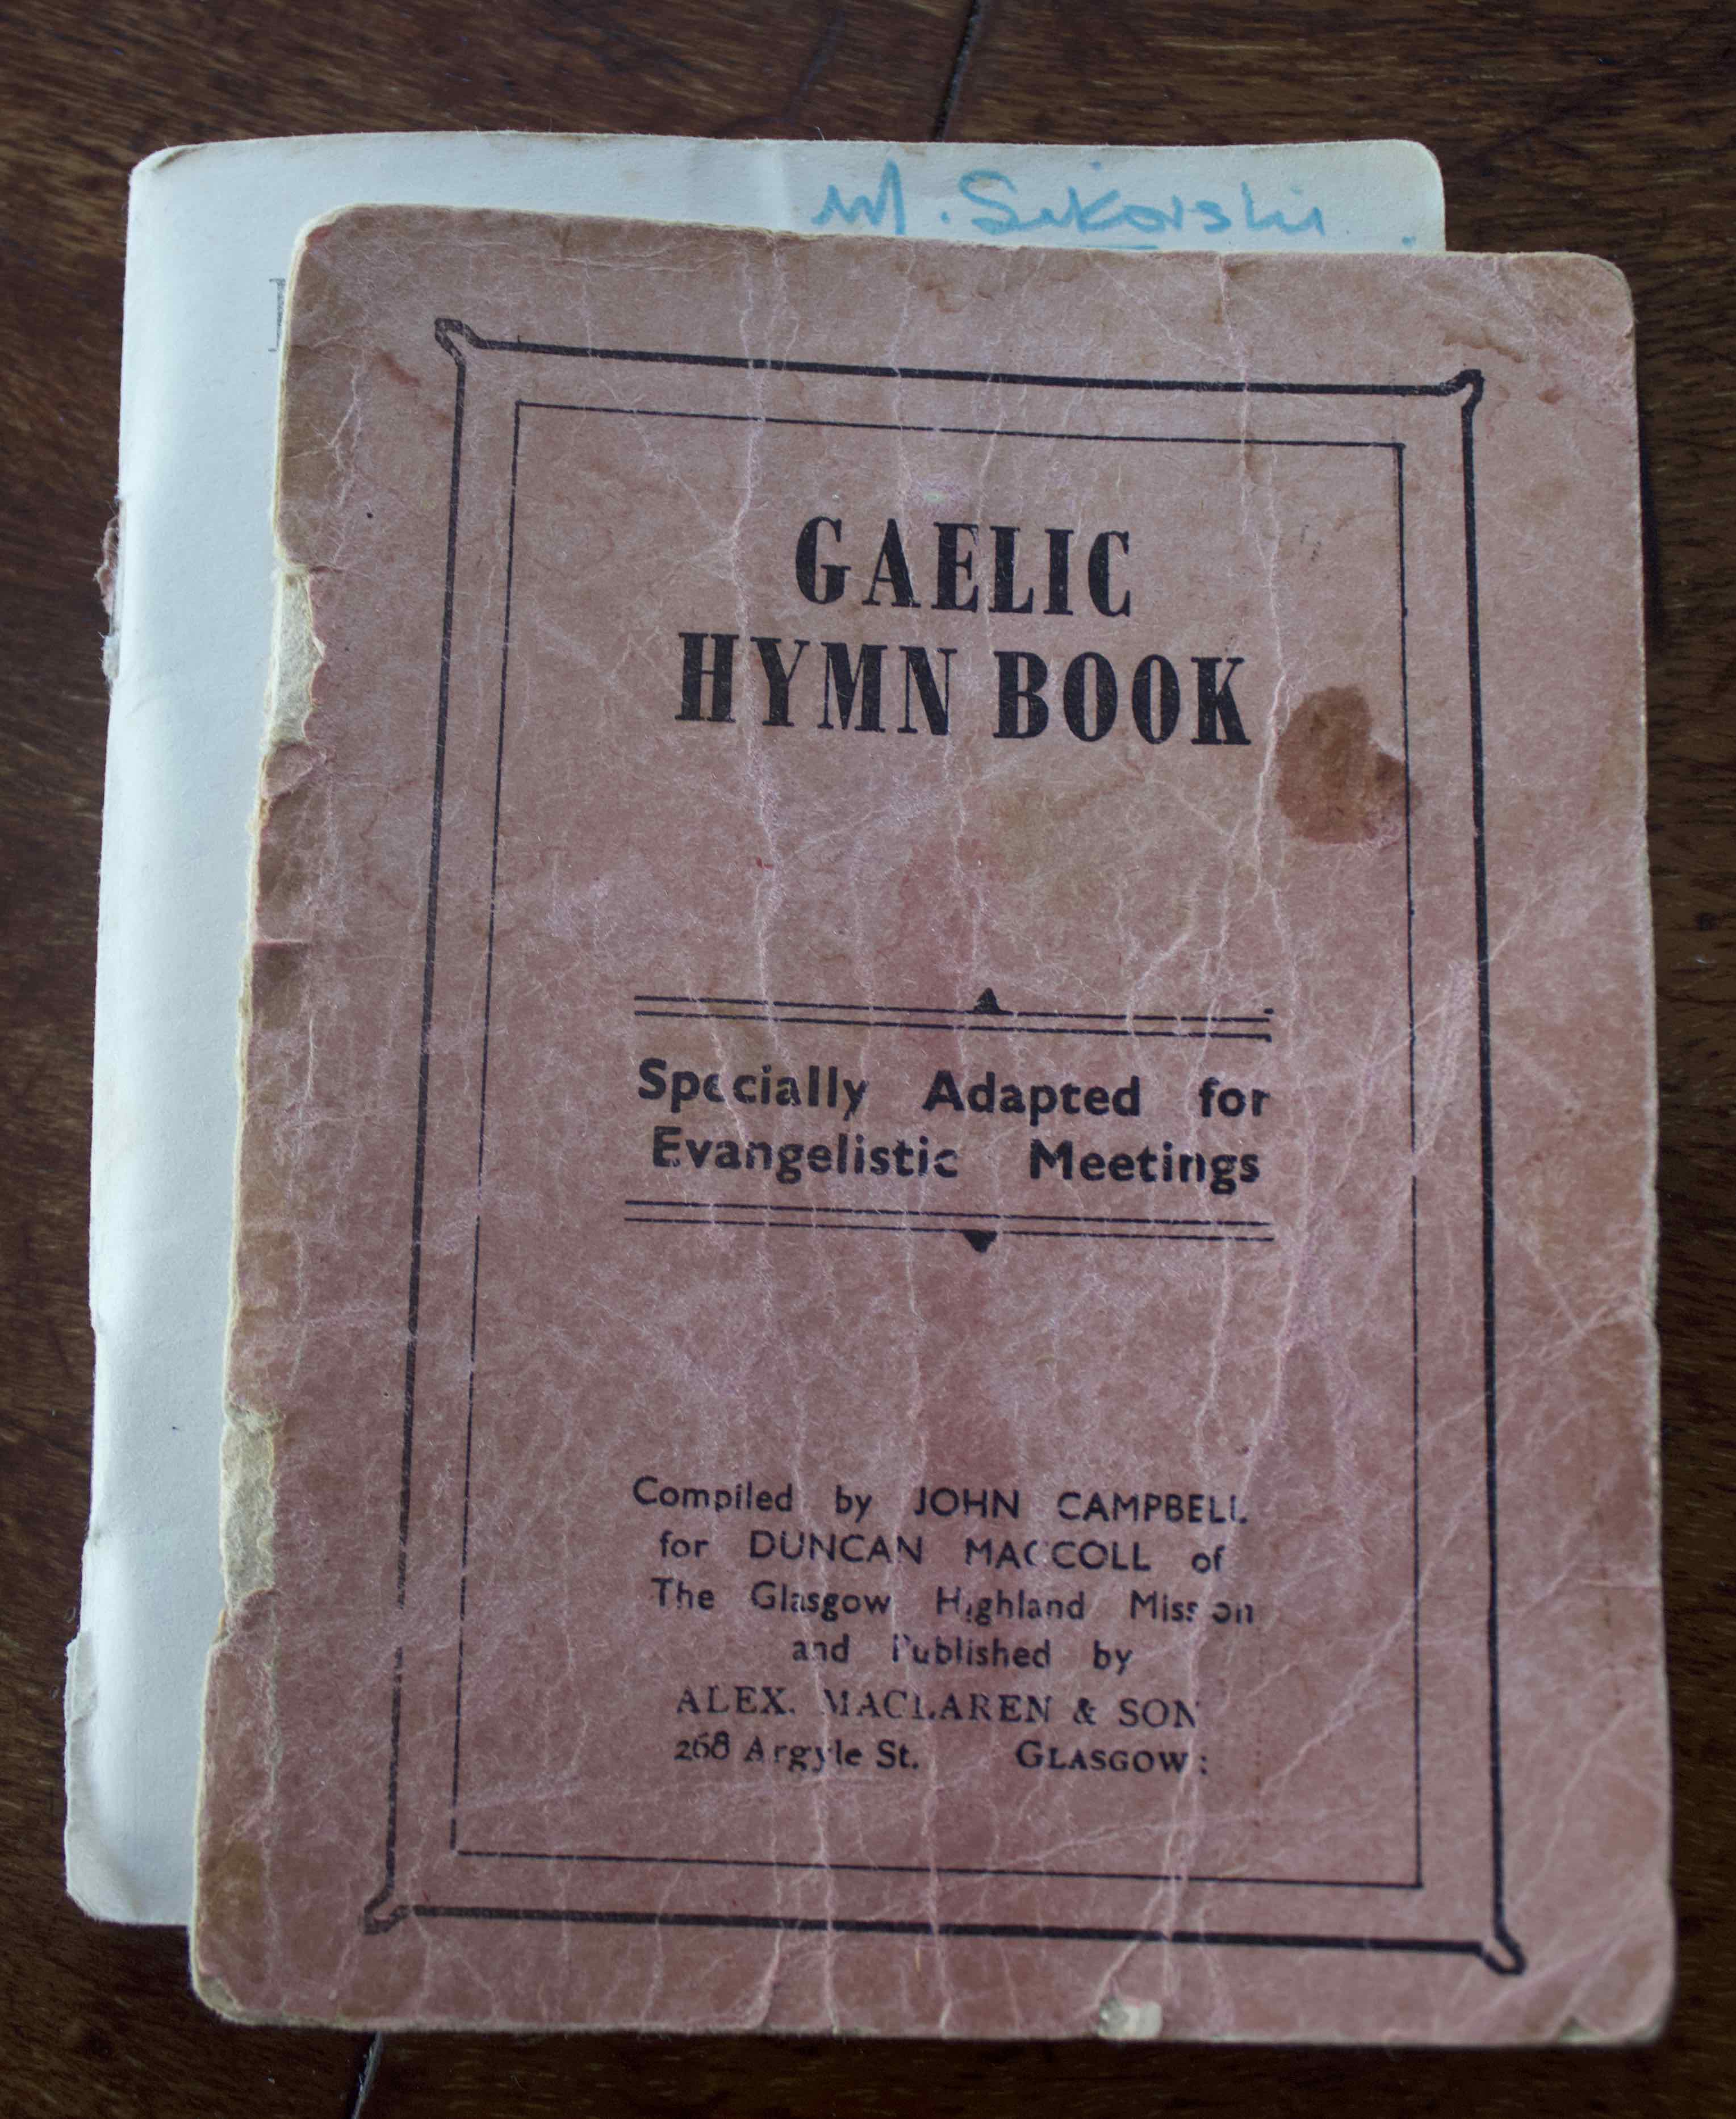 M. Sikorski
GAELIC
HYMN BOOK
Specially Adapted for
Evangelistic Meetings
Compiled by JOHN CAMPBELL
for DUNCAN MACCOLL of
The Glasgow Highland Mission
and Published by
ALEX. MACLAREN & SON
268 Argyle St. GLASGOW: